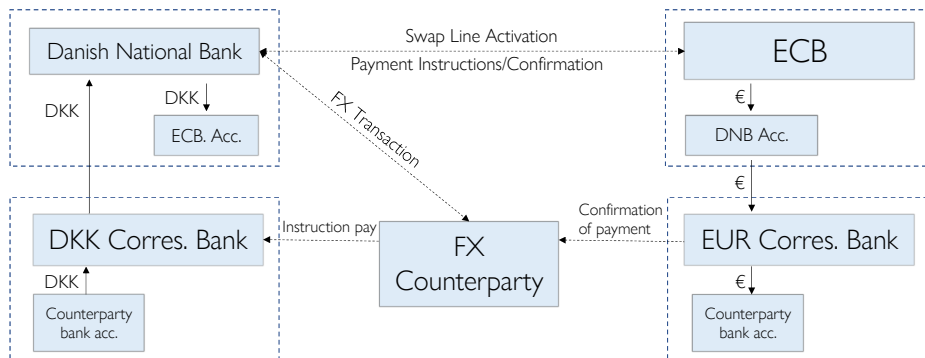 Danish National Bank
Swap Line Activation
Payment Instructions/Confirmation
ECB
DKK
DKK
FX Transaction
€
ECB. Acc.
DNB Acc.
€
DKK Corres. Bank
Instruction pay
FX
Counterparty
Confirmation
of payment
EUR Corres. Bank
DKK
€
Counterparty
bank acc.
Counterparty
bank acc.